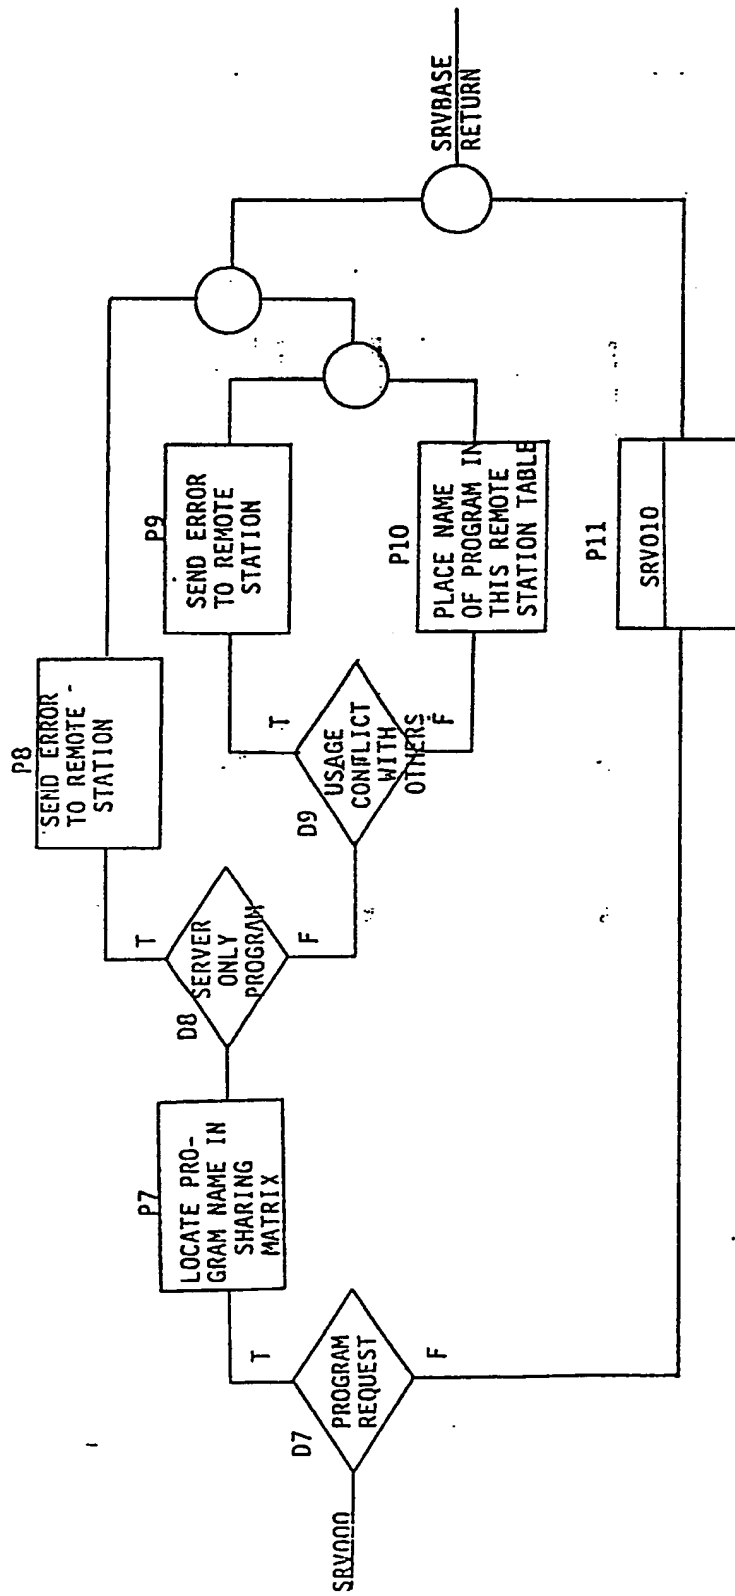 SRV000
D7
PROGRAM
REQUEST
T
F
P7
LOCATE PRO-
GRAM NAME IN
SHARING
MATRIX
D8
SERVER
ONLY
PROGRAM
T
F
P8
SEND ERROR
TO REMOTE -
STATION
D9
USAGE
CONFLICT
WITH
OTHERS
T
F
P9
SEND ERROR
TO REMOTE
STATION
P10
PLACE NAME
OF PROGRAM IN
THIS REMOTE
STATION TABLE
P11
SRV010
SRVBASE
RETURN